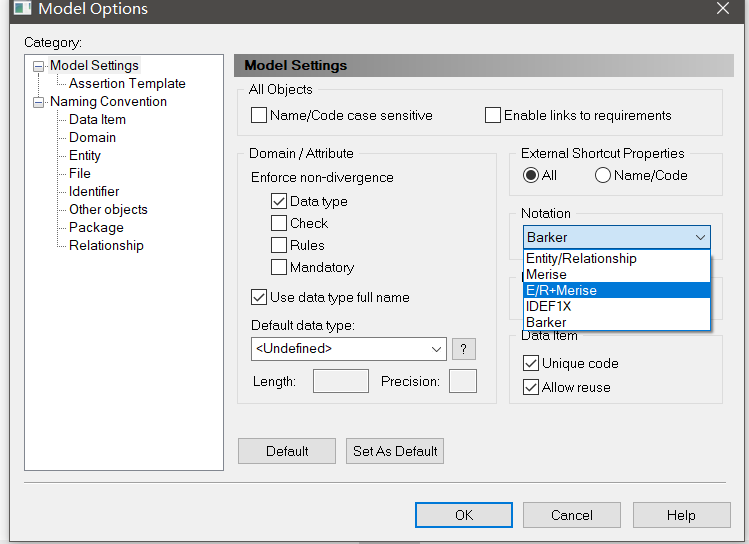 Model Options
Category:
Model Settings
Assertion Template
Naming Convention
Data Item
Domain
Entity
File
Identifier
Other objects
Package
Relationship
Model Settings
All Objects
Name/Code case sensitive
Enable links to requirements
Domain / Attribute
Enforce non-divergence
Data type
Check
Rules
Mandatory
Use data type full name
Default data type:
<Undefined>
?
Length:
Precision:
External Shortcut Properties
All
Name/Code
Notation
Barker
Entity/Relationship
Merise
E/R+Merise
IDEF1X
Barker
Data Item
Unique code
Allow reuse
Default
Set As Default
OK
Cancel
Help